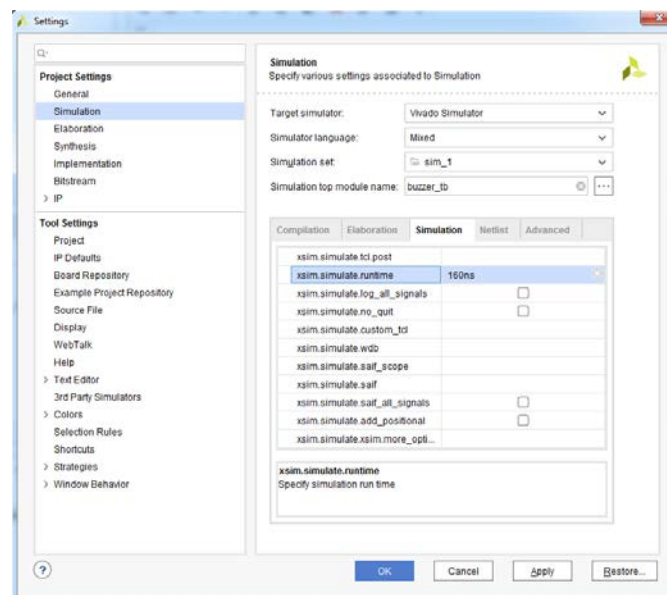 Settings
Q-
Project Settings
General
Simulation
Elaboration
Synthesis
Implementation
Bitstream
> IP
Tool Settings
Project
IP Defaults
Board Repository
Example Project Repository
Source File
Display
WebTalk
Help
> Text Editor
3rd Party Simulators
> Colors
Selection Rules
Shortcuts
> Strategies
> Window Behavior
Simulation
Specify various settings associated to Simulation
Target simulator: Vivado Simulator
Simulator language: Mixed
Simulation set: sim_1
Simulation top module name: buzzer_tb
Compilation Elaboration Simulation Netlist Advanced
xsim.simulate.tcl.post
xsim.simulate.runtime 160ns
xsim.simulate.log_all_signals
xsim.simulate.no_quit
xsim.simulate.custom_tcl
xsim.simulate.wdb
xsim.simulate.saif_scope
xsim.simulate.saif
xsim.simulate.saif_all_signals
xsim.simulate.add_positional
xsim.simulate.xsim.more_opti...
xsim.simulate.runtime
Specify simulation run time
? OK Cancel Apply Restore...